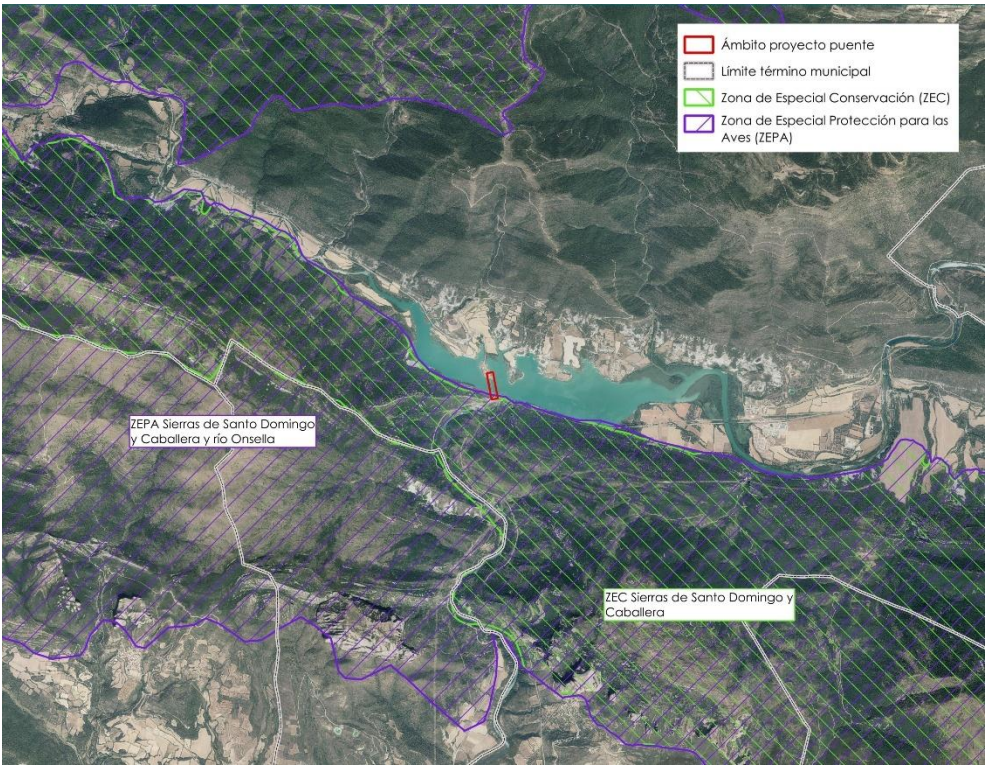 Ámbito proyecto puente
Límite término municipal
Zona de Especial Conservación (ZEC)
Zona de Especial Protección para las
Aves (ZEPA)
ZEPA Sierras de Santo Domingo
y Caballera y río Onsella
ZEC Sierras de Santo Domingo y
Caballera